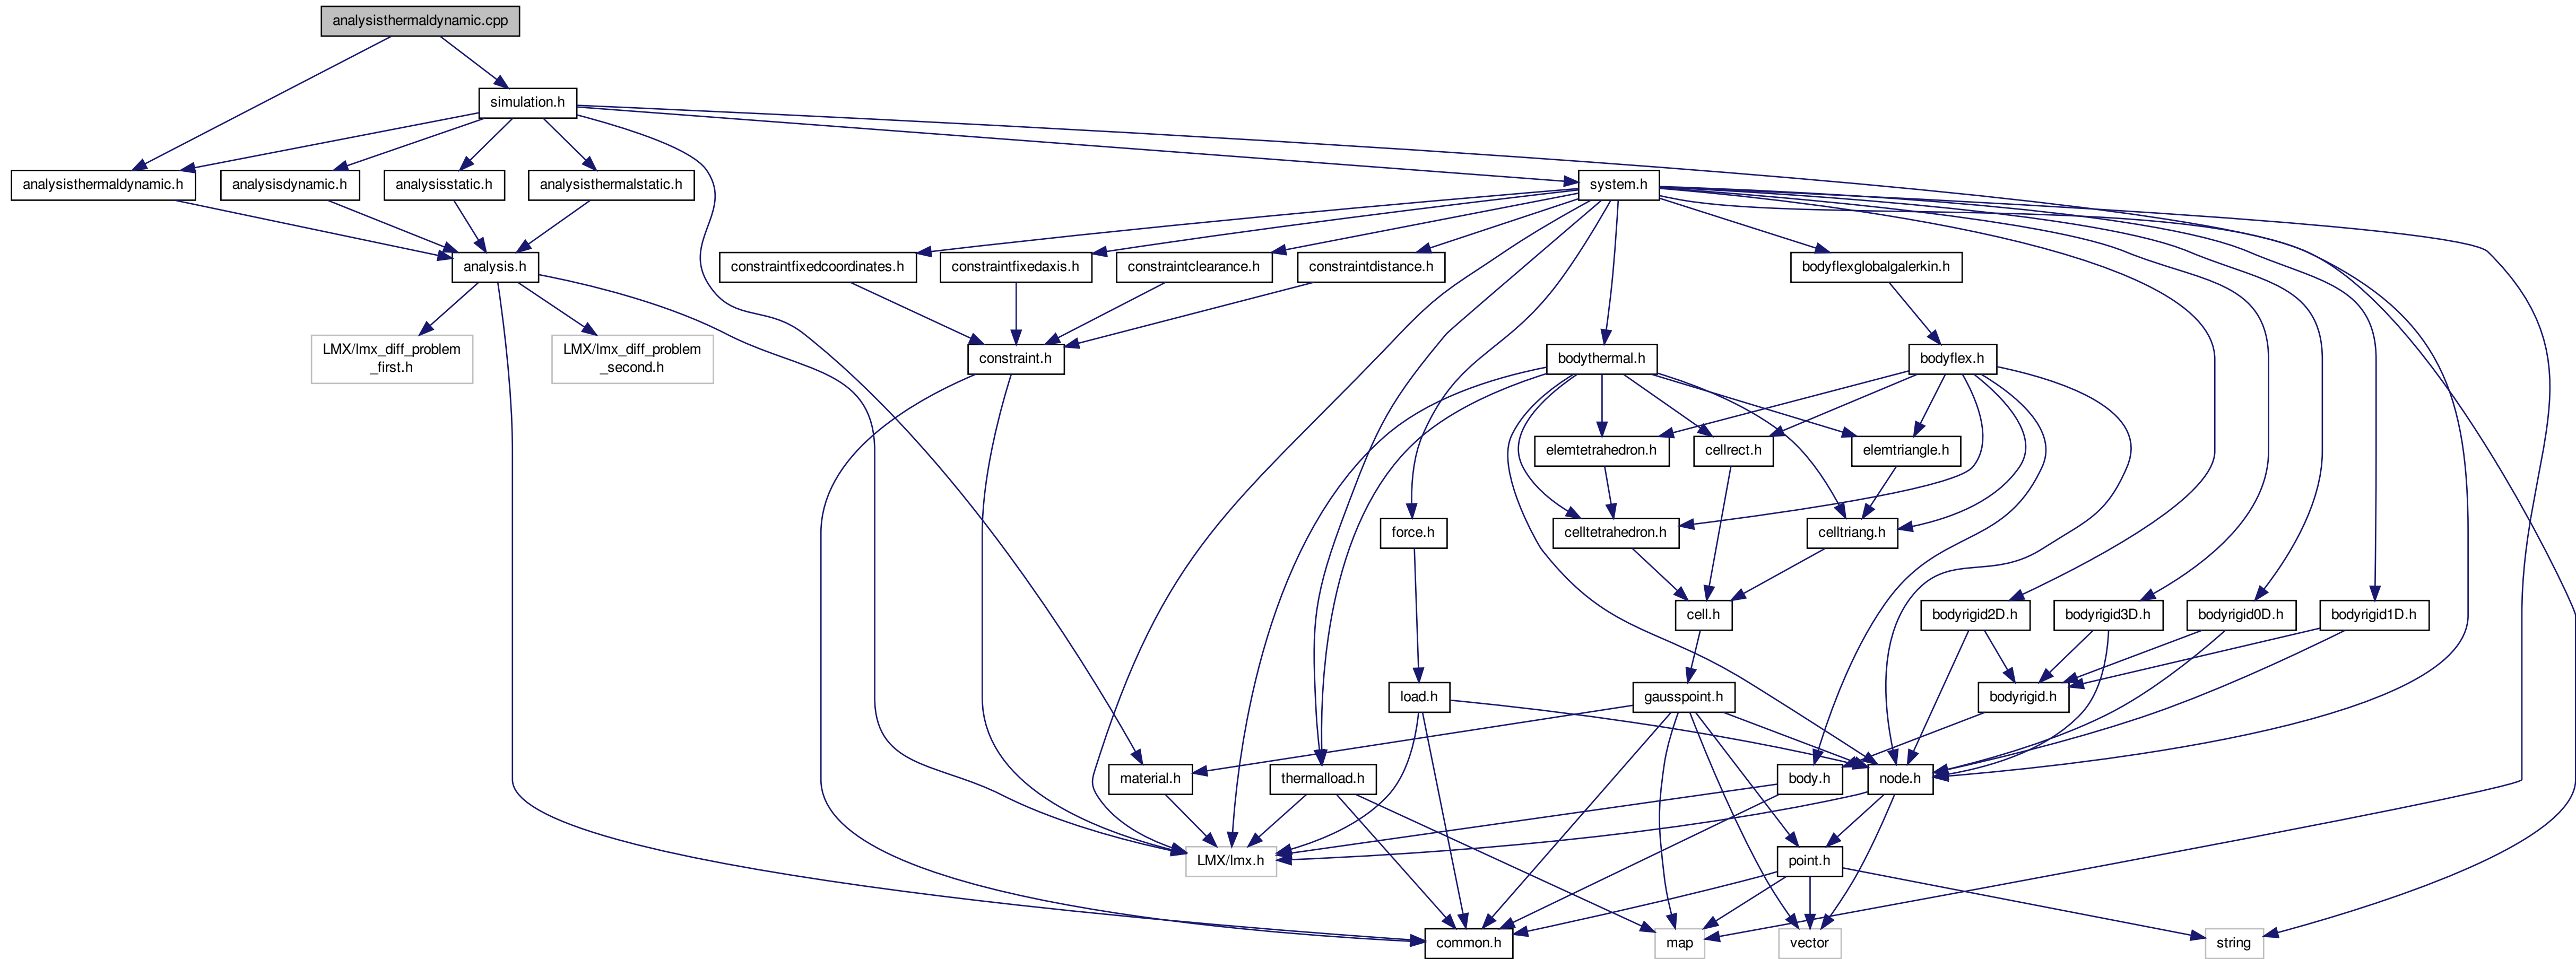 analysisthermaldynamic.cpp
simulation.h
analysisthermaldynamic.h
analysisdynamic.h
analysisstatic.h
analysisthermalstatic.h
system.h
analysis.h
constraintfixedcoordinates.h
constraintfixedaxis.h
constraintclearance.h
constraintdistance.h
bodyflexglobalgalerkin.h
LMX/lmx_diff_problem
_first.h
LMX/lmx_diff_problem
_second.h
constraint.h
bodythermal.h
bodyflex.h
elemtetrahedron.h
cellrect.h
elemtriangle.h
force.h
celltetrahedron.h
celltriang.h
cell.h
bodyrigid2D.h
bodyrigid3D.h
bodyrigid0D.h
bodyrigid1D.h
load.h
gausspoint.h
bodyrigid.h
material.h
thermalload.h
body.h
node.h
LMX/lmx.h
point.h
common.h
map
vector
string